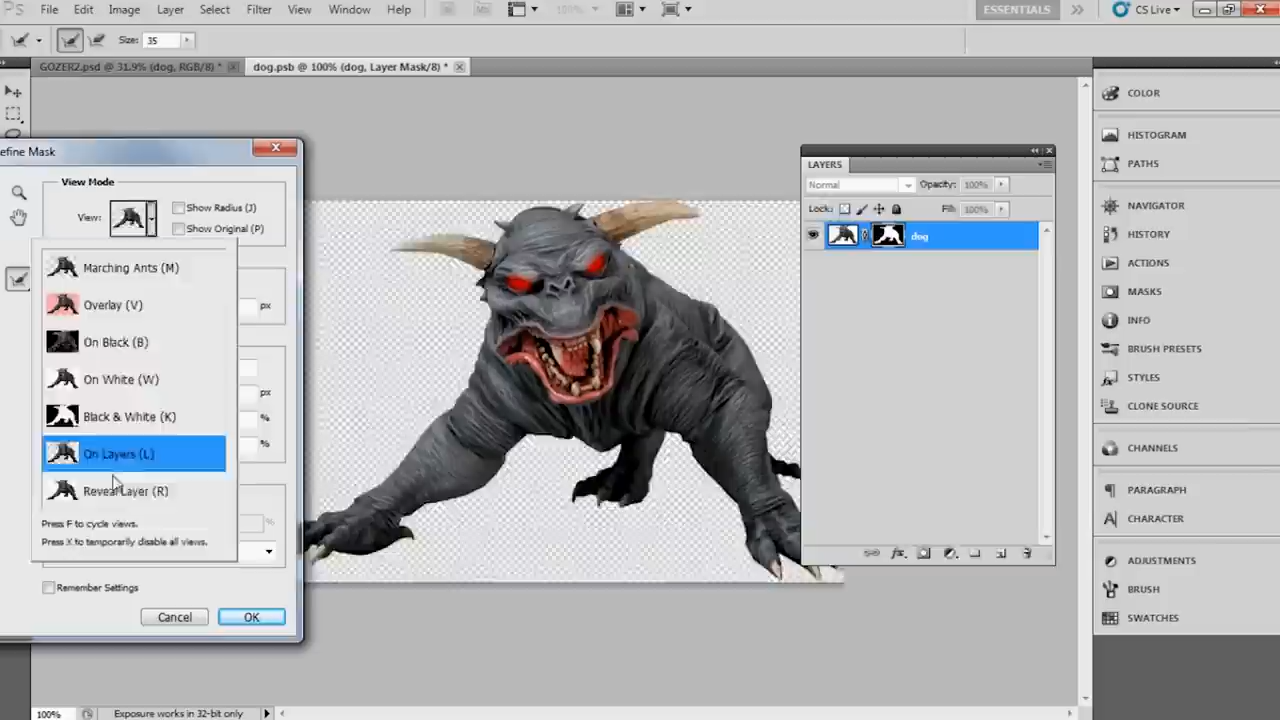 PS File Edit Image Layer Select Filter View Window Help Mb 100% ESSENTIALS CS Live
Size: 35
GOZER2.psd @ 31.9% (dog, RGB/8) * dog.psb @ 100% (dog, Layer Mask/8) *
efine Mask
View Mode
View: Show Radius (J)
Show Original (P)
Marching Ants (M)
Overlay (V)
px
On Black (B)
On White (W)
px
Black & White (K)
%
%
On Layers (L)
Reveal Layer (R)
Press F to cycle views.
%
Press X to temporarily disable all views.
Remember Settings
Cancel OK
LAYERS
Normal Opacity: 100%
Lock: Fill: 100%
dog
COLOR
HISTOGRAM
PATHS
NAVIGATOR
HISTORY
ACTIONS
MASKS
INFO
BRUSH PRESETS
STYLES
CLONE SOURCE
CHANNELS
PARAGRAPH
CHARACTER
ADJUSTMENTS
BRUSH
SWATCHES
100% Exposure works in 32-bit only